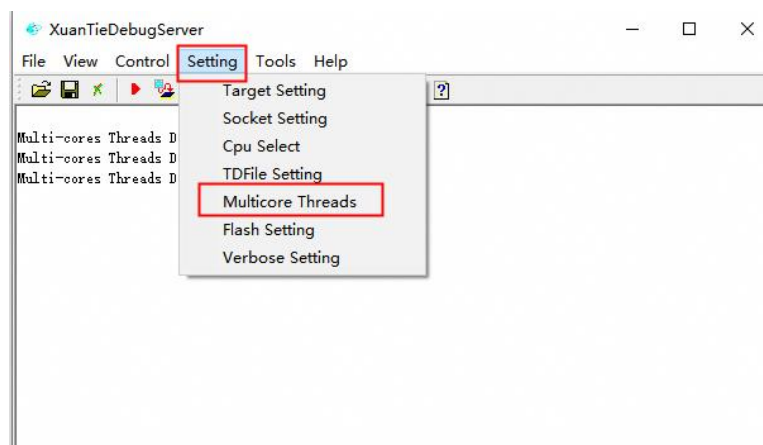 XuanTieDebugServer
File View Control Setting Tools Help
Target Setting
Socket Setting
Multi-cores Threads D
Cpu Select
Multi-cores Threads D
TDFile Setting
Multi-cores Threads D
Multicore Threads
Flash Setting
Verbose Setting